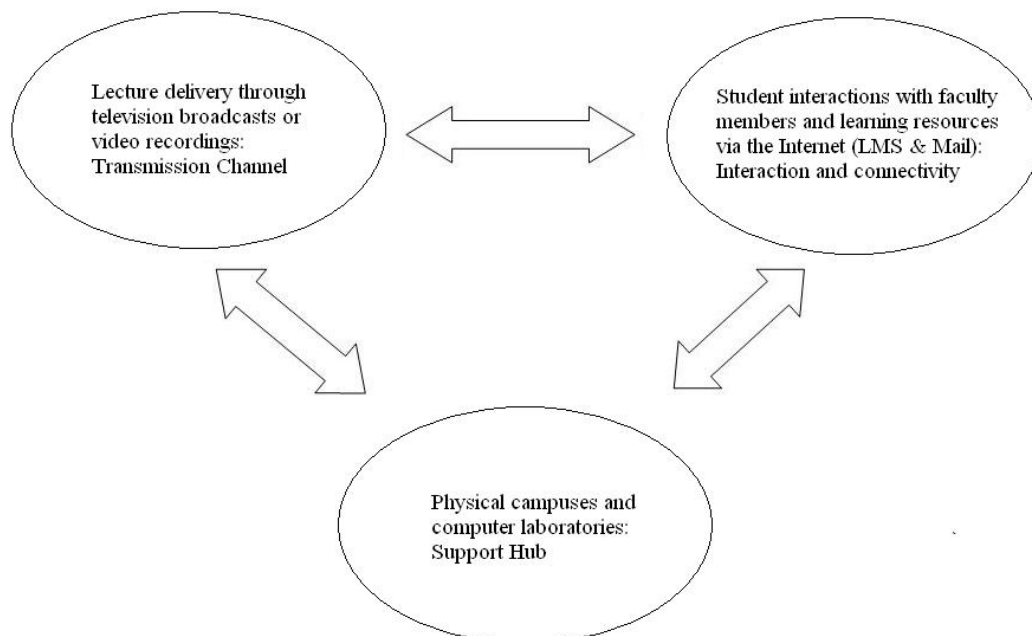 Lecture delivery through
television broadcasts or
video recordings:
Transmission Channel
Student interactions with faculty
members and learning resources
via the Internet (LMS & Mail):
Interaction and connectivity
Physical campuses and
computer laboratories:
Support Hub